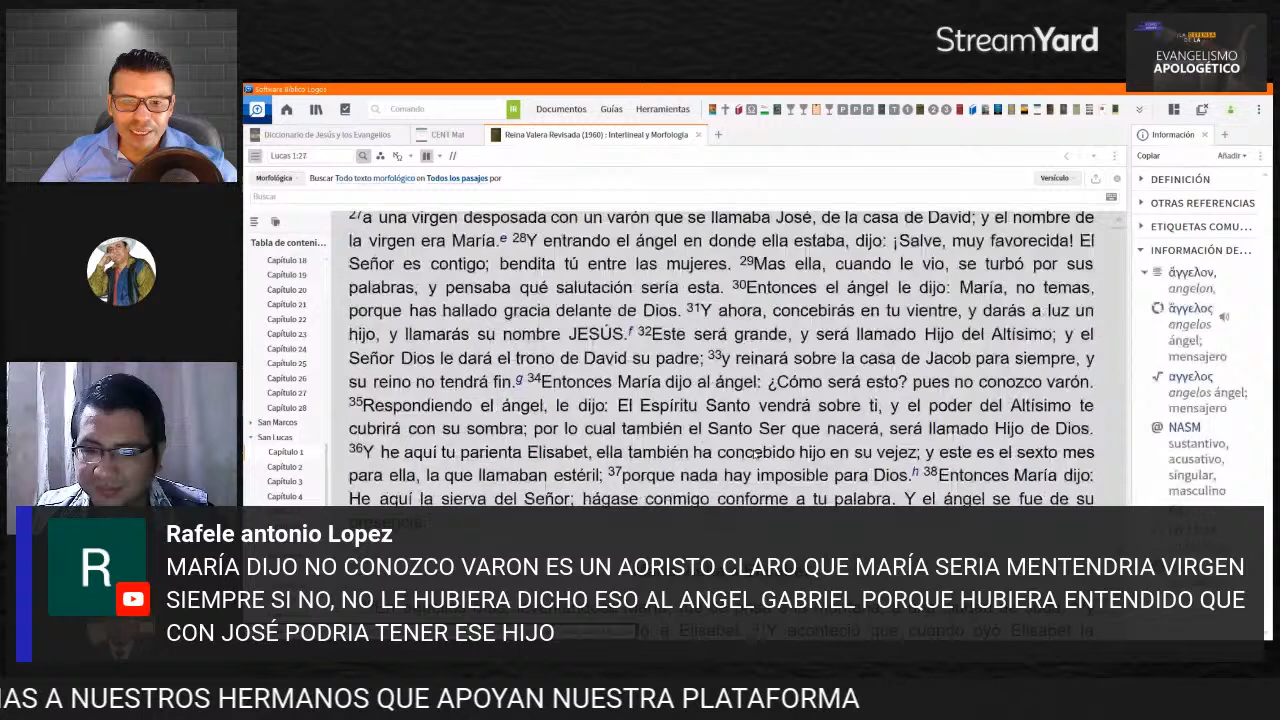 StreamYard
LA DEFENSA
DE LA
EVANGELISMO
APOLOGÉTICO
Software Bíblico Logos
Comando
Documentos Guías Herramientas
Diccionario de Jesús y los Evangelios
CENT Mat
Reina Valera Revisada (1960) : Interlineal y Morfología
Información
Lucas 1:27
Copiar Añadir
Morfológica Buscar Todo texto morfológico en Todos los pasajes por Versículo
Buscar
Tabla de conteni...
Capítulo 18
Capítulo 19
Capítulo 20
Capítulo 21
Capítulo 22
Capítulo 23
Capítulo 24
Capítulo 25
Capítulo 26
Capítulo 27
Capítulo 28
San Marcos
San Lucas
Capítulo 1
Capítulo 2
Capítulo 3
Capítulo 4
27a una virgen desposada con un varón que se llamaba José, de la casa de David; y el nombre de
la virgen era María.e 28Y entrando el ángel en donde ella estaba, dijo: ¡Salve, muy favorecida! El
Señor es contigo; bendita tú entre las mujeres. 29Mas ella, cuando le vio, se turbó por sus
palabras, y pensaba qué salutación sería esta. 30Entonces el ángel le dijo: María, no temas,
porque has hallado gracia delante de Dios. 31Y ahora, concebirás en tu vientre, y darás a luz un
hijo, y llamarás su nombre JESÚS.f 32Este será grande, y será llamado Hijo del Altísimo; y el
Señor Dios le dará el trono de David su padre; 33y reinará sobre la casa de Jacob para siempre, y
su reino no tendrá fin.g 34Entonces María dijo al ángel: ¿Cómo será esto? pues no conozco varón.
35Respondiendo el ángel, le dijo: El Espíritu Santo vendrá sobre ti, y el poder del Altísimo te
cubrirá con su sombra; por lo cual también el Santo Ser que nacerá, será llamado Hijo de Dios.
36Y he aquí tu parienta Elisabet, ella también ha concebido hijo en su vejez; y este es el sexto mes
para ella, la que llamaban estéril; 37porque nada hay imposible para Dios.h 38Entonces María dijo:
He aquí la sierva del Señor; hágase conmigo conforme a tu palabra. Y el ángel se fue de su
presencia.
a Elisabet. 41Y aconteció que cuando oyó Elisabet la
DEFINICIÓN
OTRAS REFERENCIAS
ETIQUETAS COMU...
INFORMACIÓN DE...
ἄγγελον,
angelon,
ἄγγελος
angelos
ángel;
mensajero
αγγελος
angelos ángel;
mensajero
@ NASM
sustantivo,
acusativo,
singular,
masculino
R
Rafele antonio Lopez
MARÍA DIJO NO CONOZCO VARON ES UN AORISTO CLARO QUE MARÍA SERIA MENTENDRIA VIRGEN
SIEMPRE SI NO, NO LE HUBIERA DICHO ESO AL ANGEL GABRIEL PORQUE HUBIERA ENTENDIDO QUE
CON JOSÉ PODRIA TENER ESE HIJO
IAS A NUESTROS HERMANOS QUE APOYAN NUESTRA PLATAFORMA